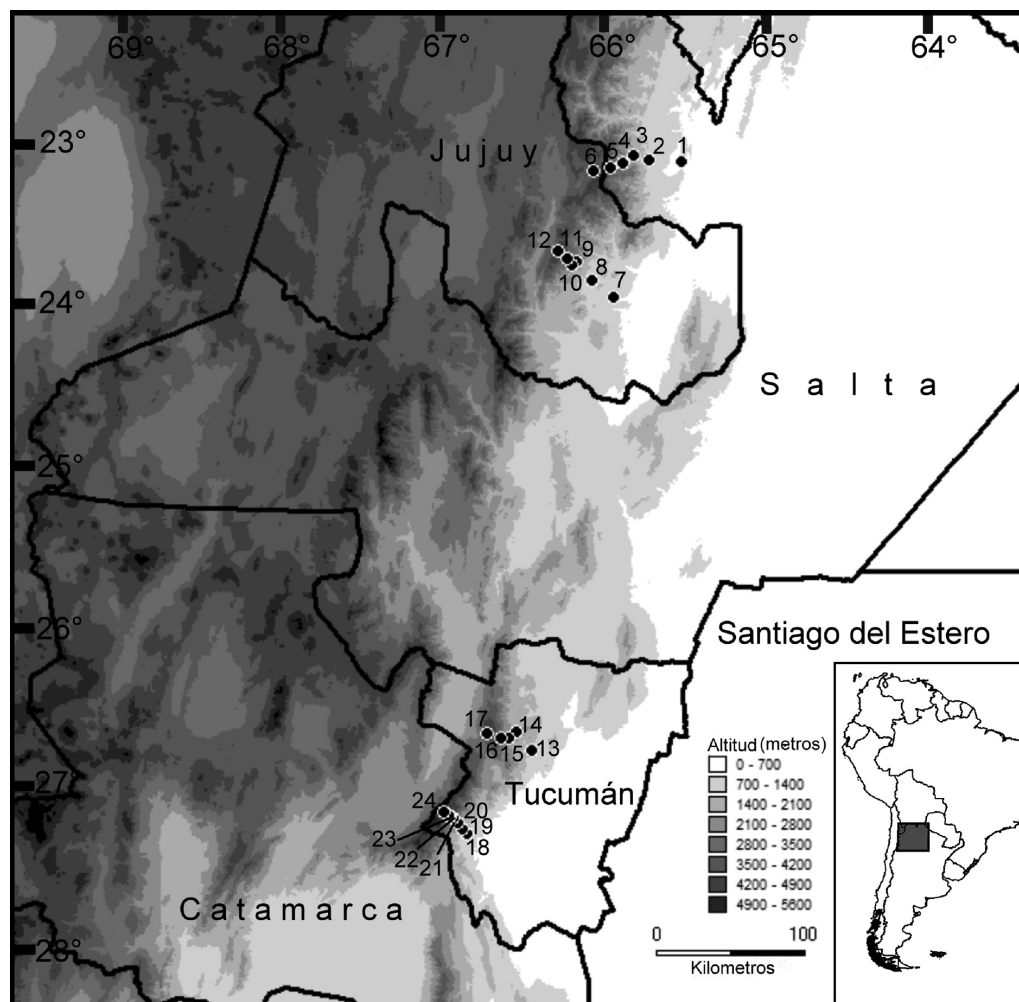 69° 68° 67° 66° 65° 64°
23°
Jujuy
6 5 4 3 2 1
12 11 9
10 8 7
24°
Salta
25°
26°
Santiago del Estero
17 14
16 15 13
27°
Tucumán
24 20
23 22 21 19
18
Catamarca
28°
Altitud (metros)
0 - 700
700 - 1400
1400 - 2100
2100 - 2800
2800 - 3500
3500 - 4200
4200 - 4900
4900 - 5600
0 100
Kilometros